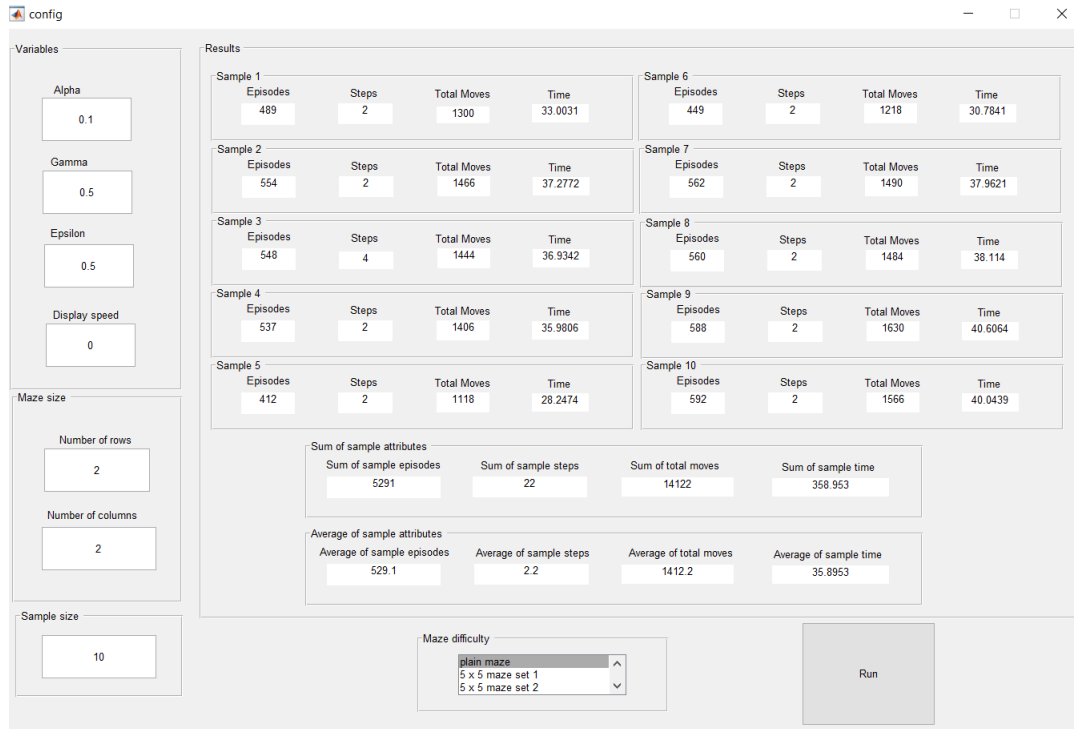 config
Variables
Alpha
0.1
Gamma
0.5
Epsilon
0.5
Display speed
0
Maze size
Number of rows
2
Number of columns
2
Sample size
10
Results
Sample 1
Episodes Steps Total Moves Time
489 2 1300 33.0031
Sample 2
Episodes Steps Total Moves Time
554 2 1466 37.2772
Sample 3
Episodes Steps Total Moves Time
548 4 1444 36.9342
Sample 4
Episodes Steps Total Moves Time
537 2 1406 35.9806
Sample 5
Episodes Steps Total Moves Time
412 2 1118 28.2474
Sample 6
Episodes Steps Total Moves Time
449 2 1218 30.7841
Sample 7
Episodes Steps Total Moves Time
562 2 1490 37.9621
Sample 8
Episodes Steps Total Moves Time
560 2 1484 38.114
Sample 9
Episodes Steps Total Moves Time
588 2 1630 40.6064
Sample 10
Episodes Steps Total Moves Time
592 2 1566 40.0439
Sum of sample attributes
Sum of sample episodes Sum of sample steps Sum of total moves Sum of sample time
5291 22 14122 358.953
Average of sample attributes
Average of sample episodes Average of sample steps Average of total moves Average of sample time
529.1 2.2 1412.2 35.8953
Maze difficulty
plain maze
5 x 5 maze set 1
5 x 5 maze set 2
Run